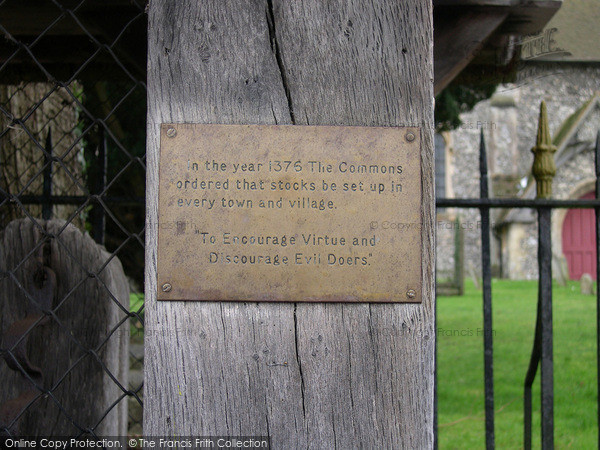 In the year 1376 The Commons
ordered that stocks be set up in
every town and village.
"To Encourage Virtue and
Discourage Evil Doers."
Online Copy Protection. © The Francis Frith Collection